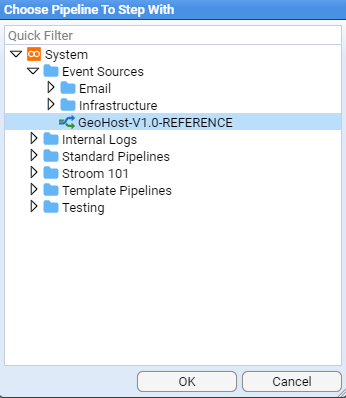 Choose Pipeline To Step With
Quick Filter
System
Event Sources
Email
Infrastructure
GeoHost-V1.0-REFERENCE
Internal Logs
Standard Pipelines
Stroom 101
Template Pipelines
Testing
OK Cancel